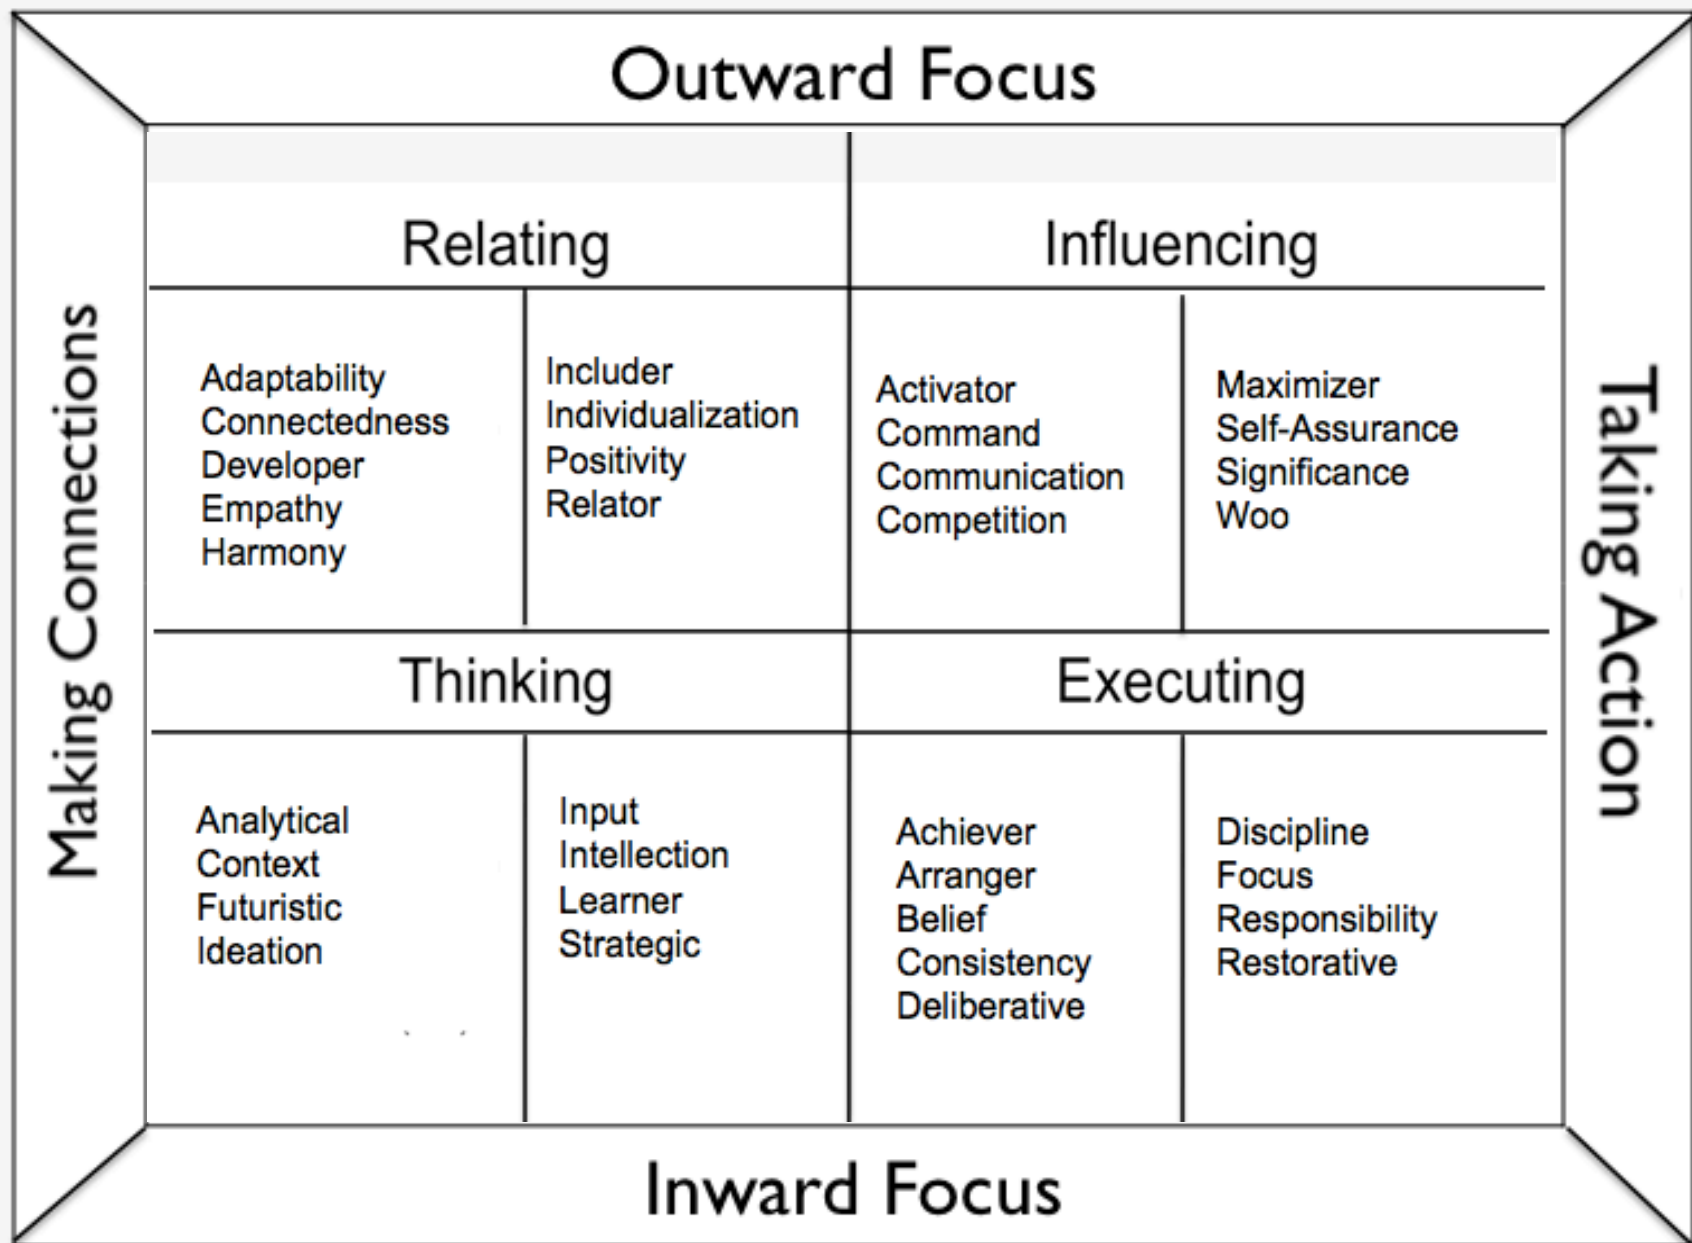 Outward Focus
Making Connections
Relating
Adaptability
Connectedness
Developer
Empathy
Harmony
Includer
Individualization
Positivity
Relator
Influencing
Activator
Command
Communication
Competition
Maximizer
Self-Assurance
Significance
Woo
Thinking
Analytical
Context
Futuristic
Ideation
Input
Intellection
Learner
Strategic
Executing
Achiever
Arranger
Belief
Consistency
Deliberative
Discipline
Focus
Responsibility
Restorative
Taking Action
Inward Focus